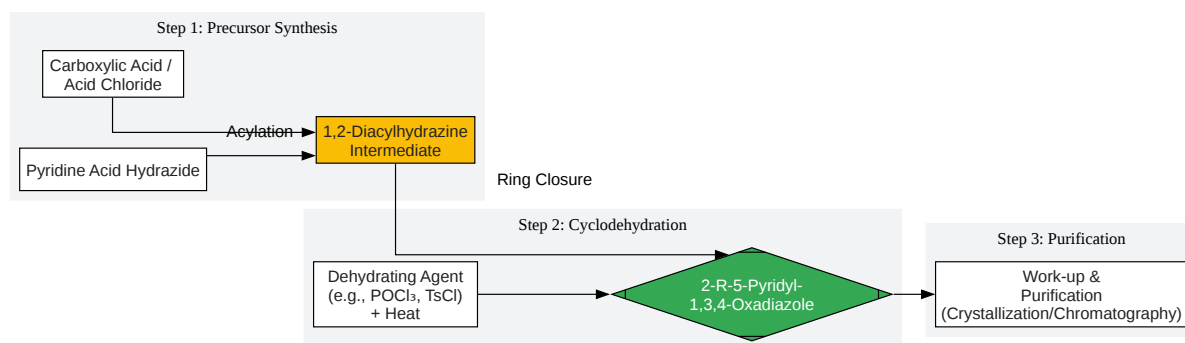 Step 1: Precursor Synthesis
Carboxylic Acid /
Acid Chloride
Acylation
1,2-Diacylhydrazine
Intermediate
Pyridine Acid Hydrazide
Ring Closure
Step 2: Cyclodehydration
Dehydrating Agent
(e.g., POCl₃, TsCl)
+ Heat
2-R-5-Pyridyl-
1,3,4-Oxadiazole
Step 3: Purification
Work-up &
Purification
(Crystallization/Chromatography)